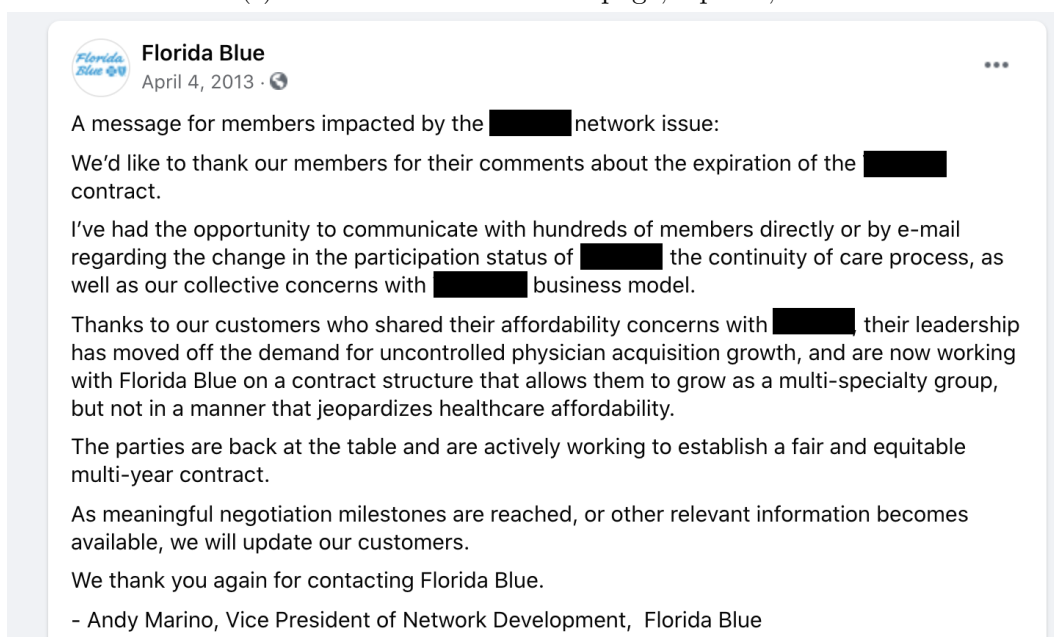 Florida Blue
Florida
Blue
April 4, 2013 ·
A message for members impacted by the network issue:
We'd like to thank our members for their comments about the expiration of the
contract.
I've had the opportunity to communicate with hundreds of members directly or by e-mail
regarding the change in the participation status of the continuity of care process, as
well as our collective concerns with business model.
Thanks to our customers who shared their affordability concerns with , their leadership
has moved off the demand for uncontrolled physician acquisition growth, and are now working
with Florida Blue on a contract structure that allows them to grow as a multi-specialty group,
but not in a manner that jeopardizes healthcare affordability.
The parties are back at the table and are actively working to establish a fair and equitable
multi-year contract.
As meaningful negotiation milestones are reached, or other relevant information becomes
available, we will update our customers.
We thank you again for contacting Florida Blue.
- Andy Marino, Vice President of Network Development, Florida Blue